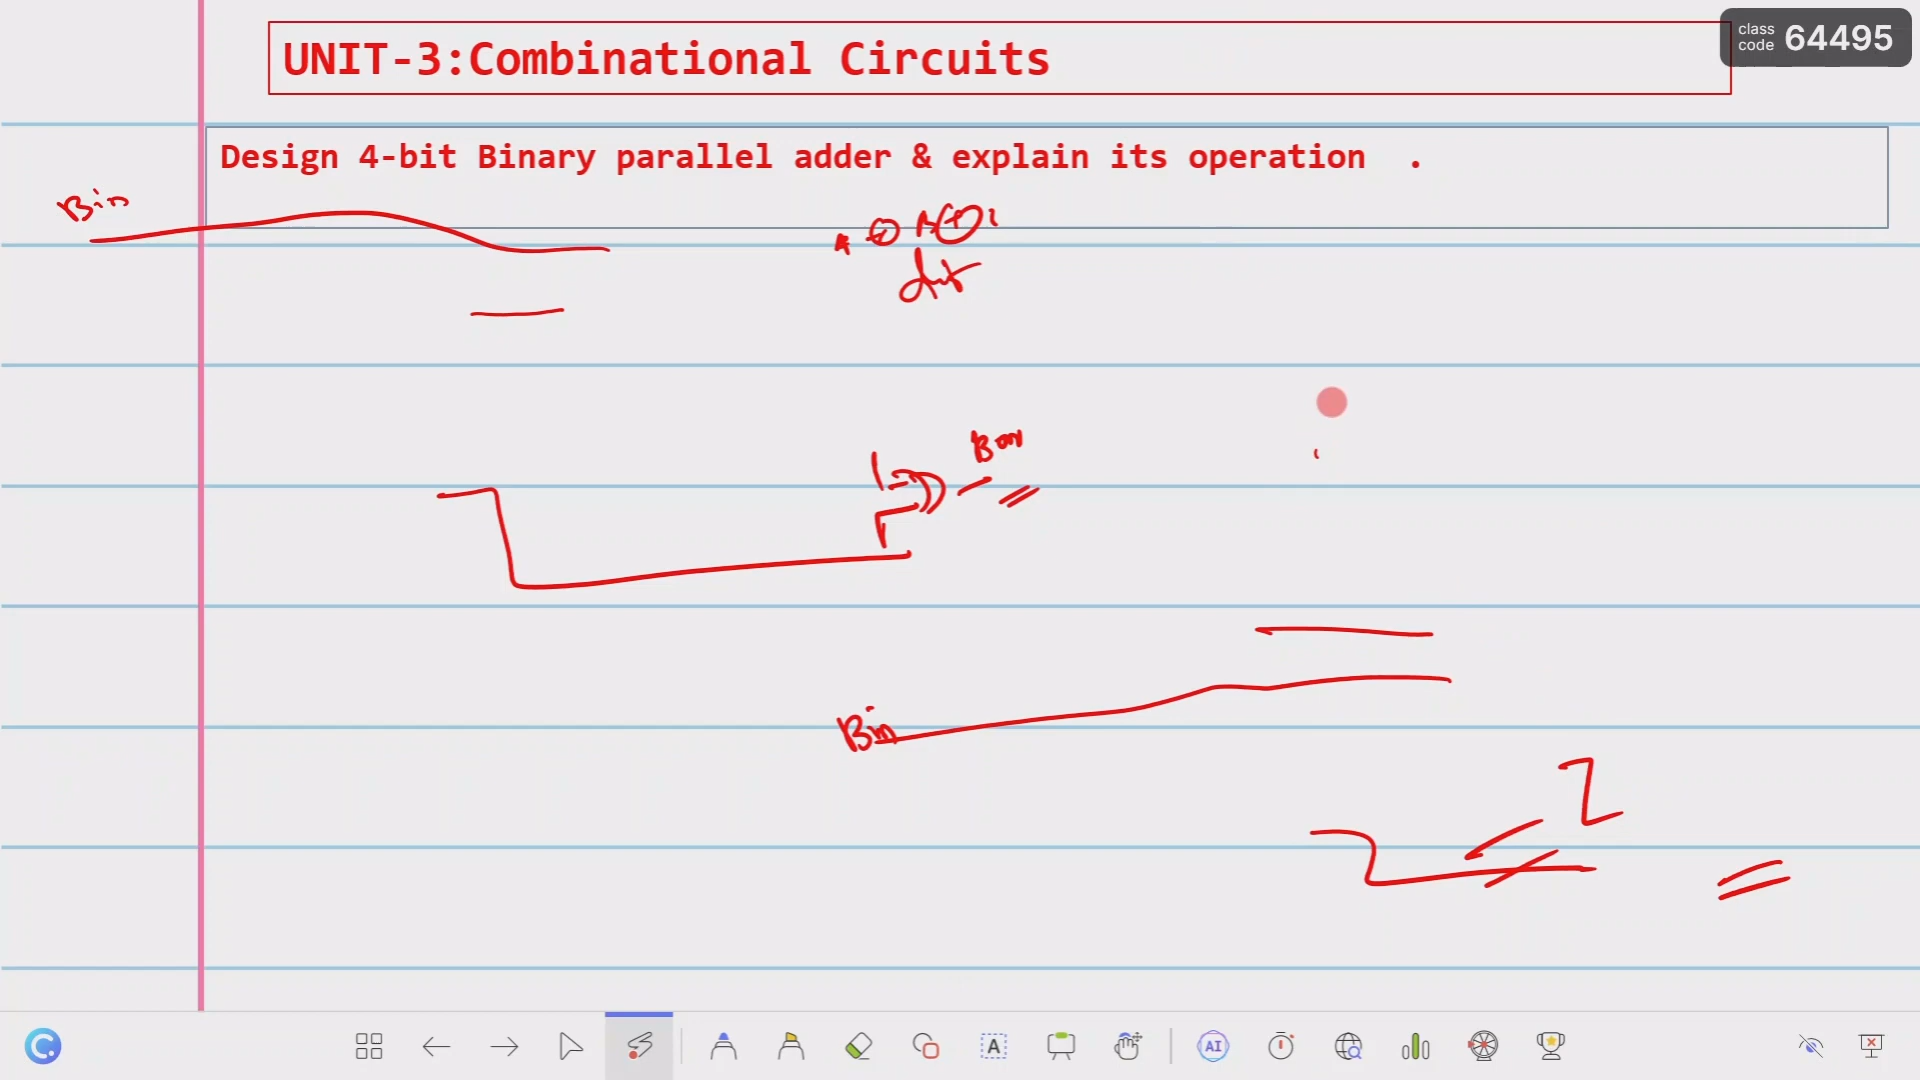 UNIT-3:Combinational Circuits
class code 64495
Design 4-bit Binary parallel adder & explain its operation .
Bin
Bin